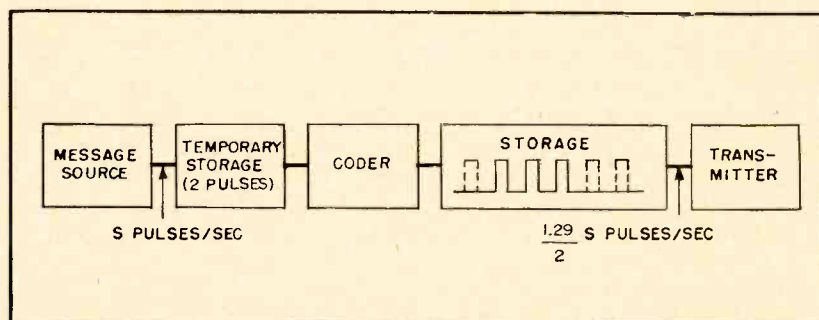 MESSAGE
SOURCE
TEMPORARY
STORAGE
(2 PULSES)
CODER
STORAGE
TRANS-
MITTER
S PULSES/SEC
1.29
2
S PULSES/SEC